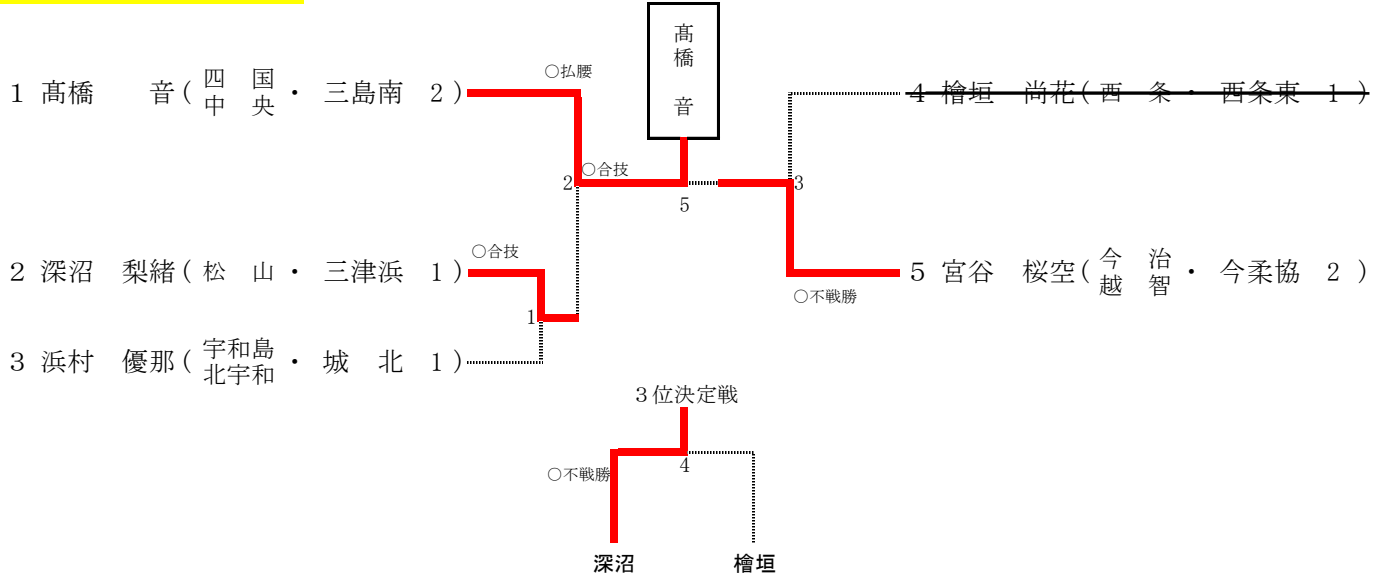 髙橋 音
○払腰
1 髙橋　音(四国中央・三島南 2)
4 檜垣 尚花(西条・西条東 1)
○合技
2
3
5
○合技
2 深沼 梨緒(松山・三津浜 1)
5 宮谷 桜空(今治越智・今柔協 2)
○不戦勝
1
3 浜村 優那(宇和島北宇和・城北 1)
3位決定戦
○不戦勝
4
深沼
檜垣